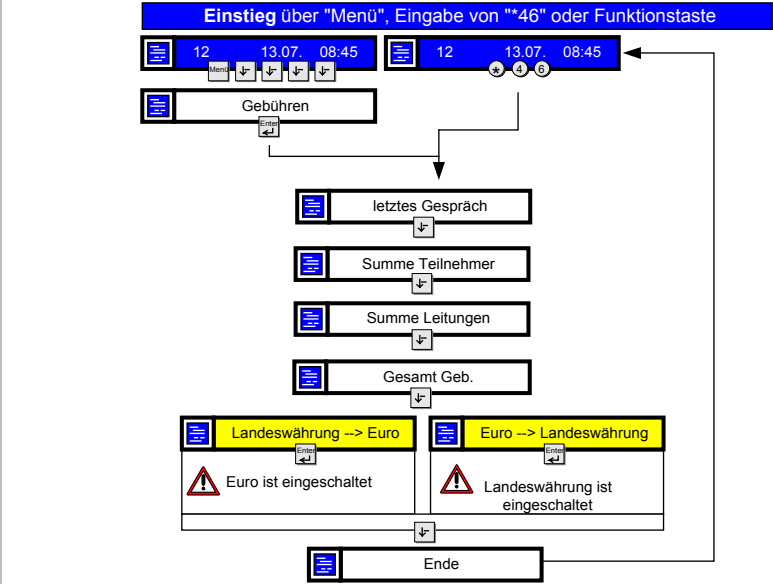 Einstieg über "Menü", Eingabe von "*46" oder Funktionstaste
12 13.07. 08:45
Menü
12 13.07. 08:45
* 4 6
Gebühren
Enter
letztes Gespräch
Summe Teilnehmer
Summe Leitungen
Gesamt Geb.
Landeswährung --> Euro
Enter
Euro ist eingeschaltet
Euro --> Landeswährung
Enter
Landeswährung ist
eingeschaltet
Ende